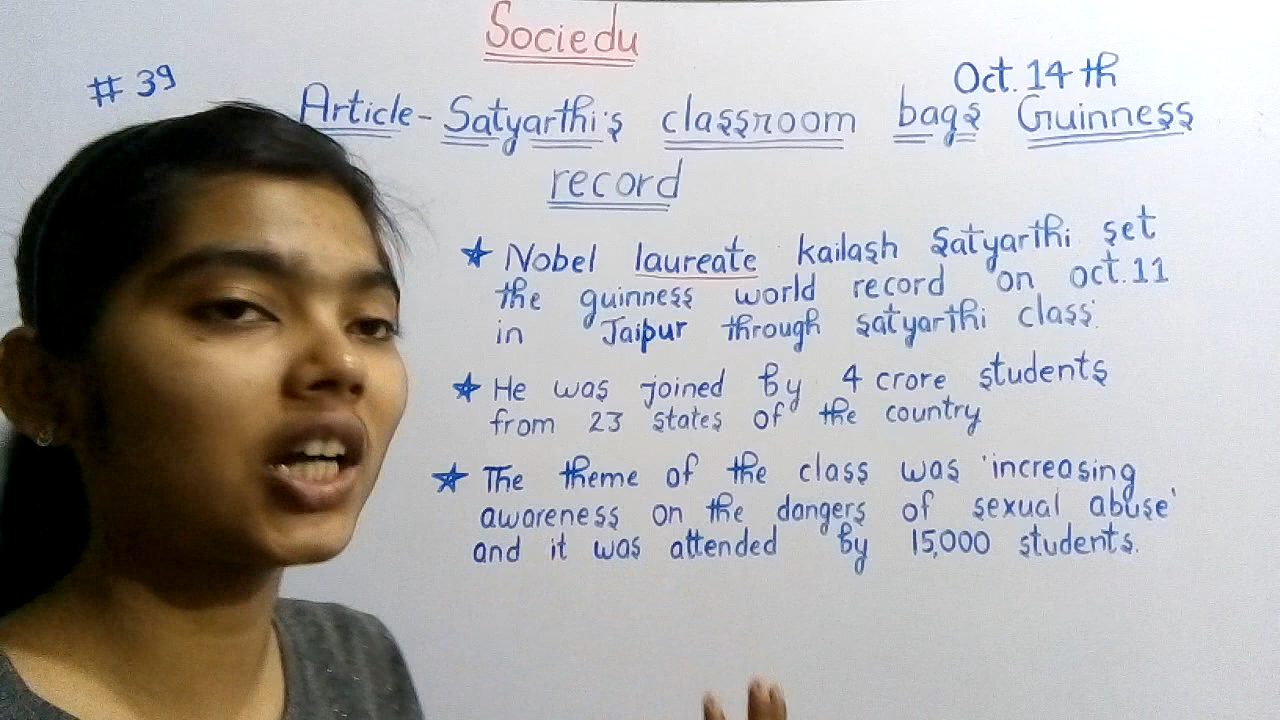 Sociedu
# 39
Oct. 14 th
Article - Satyarthi's classroom bags Guinness
record
★ Nobel laureate kailash Satyarthi set
the guinness world record on oct.11
in Jaipur through satyarthi class.
★ He was joined by 4 crore students
from 23 states of the country
★ The theme of the class was 'increasing
awareness on the dangers of sexual abuse'
and it was attended by 15,000 students.